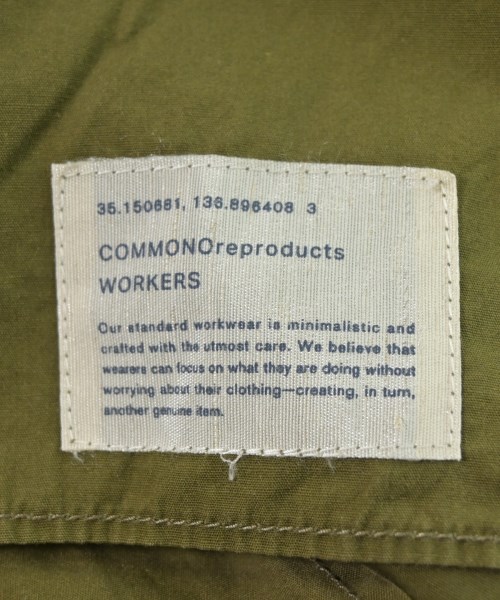 35.150681, 136.896408 3
COMMONOreproducts
WORKERS
Our standard workwear is minimalistic and
crafted with the utmost care. We believe that
wearers can focus on what they are doing without
worrying about their clothing—creating, in turn,
another genuine item.